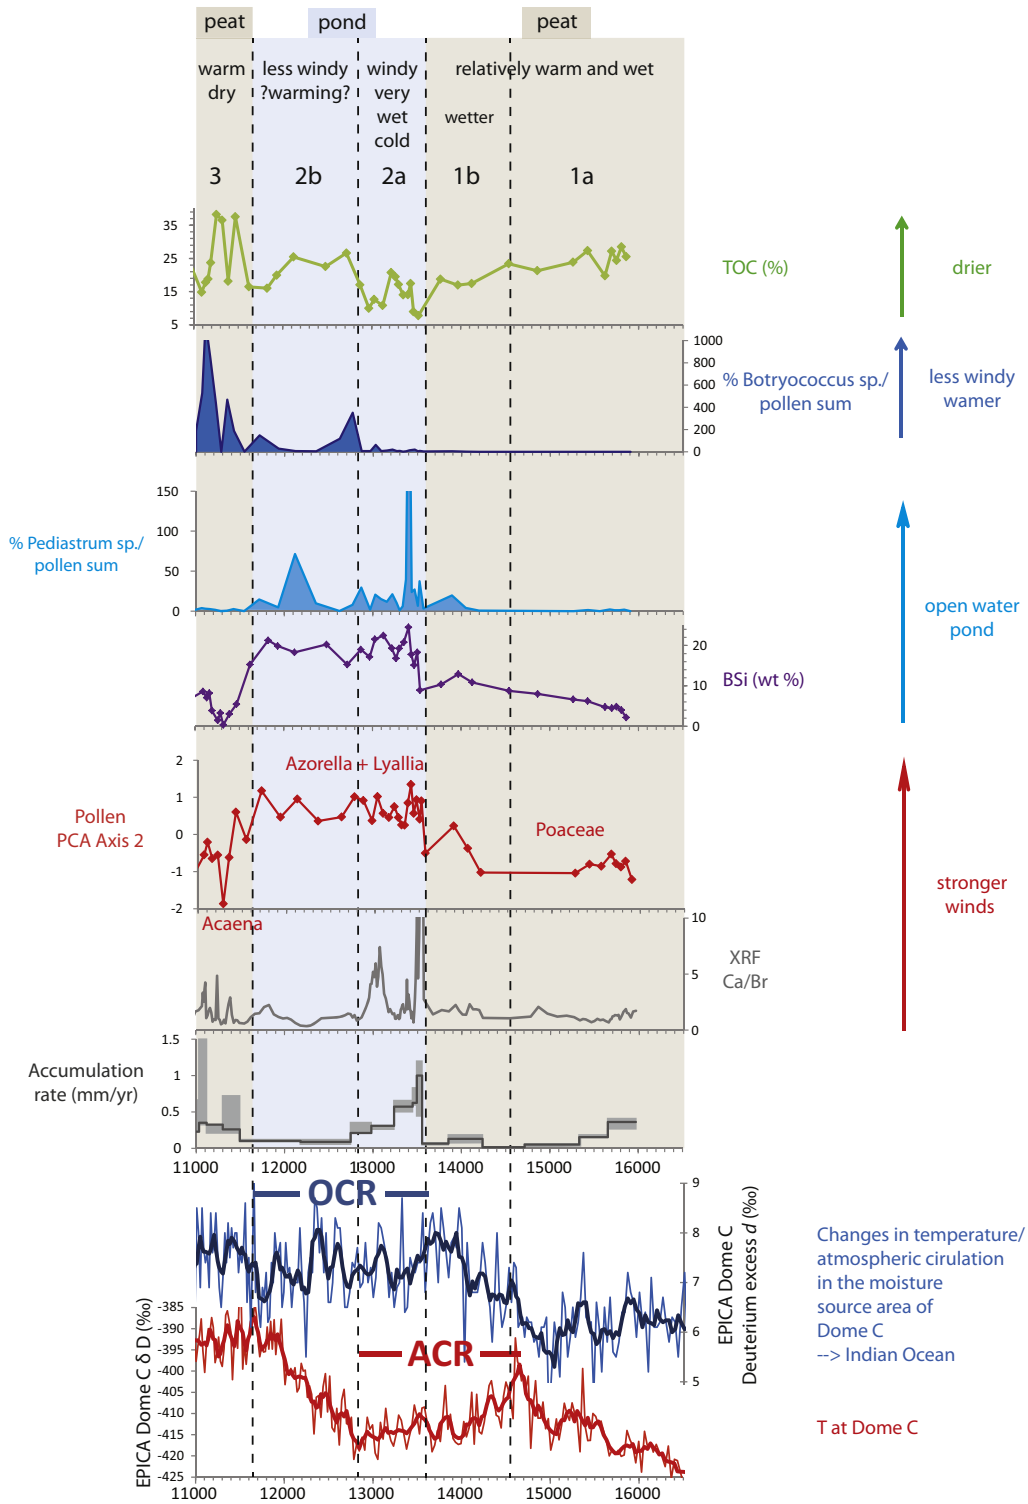 peat
pond
peat
warm
dry
less windy
?warming?
windy
very
wet
cold
relatively warm and wet
wetter
3
2b
2a
1b
1a
35
25
15
5
TOC (%)
drier
1000
800
600
400
200
0
% Botryococcus sp./
pollen sum
less windy
wamer
150
100
50
0
% Pediastrum sp./
pollen sum
open water
pond
20
10
0
BSi (wt %)
2
1
0
-1
-2
Pollen
PCA Axis 2
Azorella + Lyallia
Poaceae
Acaena
stronger
winds
10
5
0
XRF
Ca/Br
1.5
1
0.5
0
Accumulation
rate (mm/yr)
11000 12000 13000 14000 15000 16000
OCR
9
8
7
6
5
EPICA Dome C
Deuterium excess d (‰)
Changes in temperature/
atmospheric cirulation
in the moisture
source area of
Dome C
--> Indian Ocean
-385
-390
-395
-400
-405
-410
-415
-420
-425
EPICA Dome C δ D (‰)
ACR
T at Dome C
11000 12000 13000 14000 15000 16000